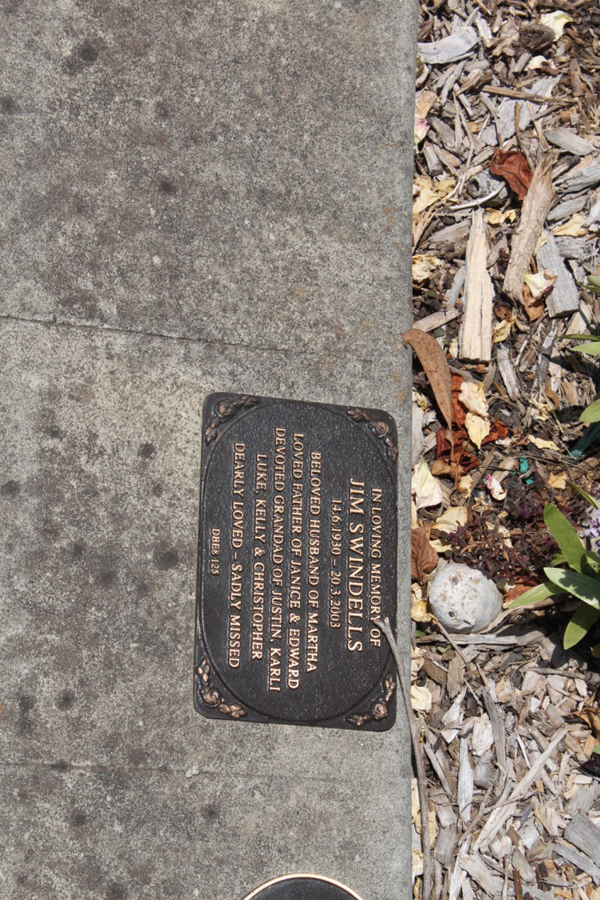 IN LOVING MEMORY OF
JIM SWINDELLS
14.6.1930 - 20.3.2003
BELOVED HUSBAND OF MARTHA
LOVED FATHER OF JANICE & EDWARD
DEVOTED GRANDAD OF JUSTIN, KARLI
LUKE, KELLY & CHRISTOPHER
DEARLY LOVED - SADLY MISSED
DBE8 125